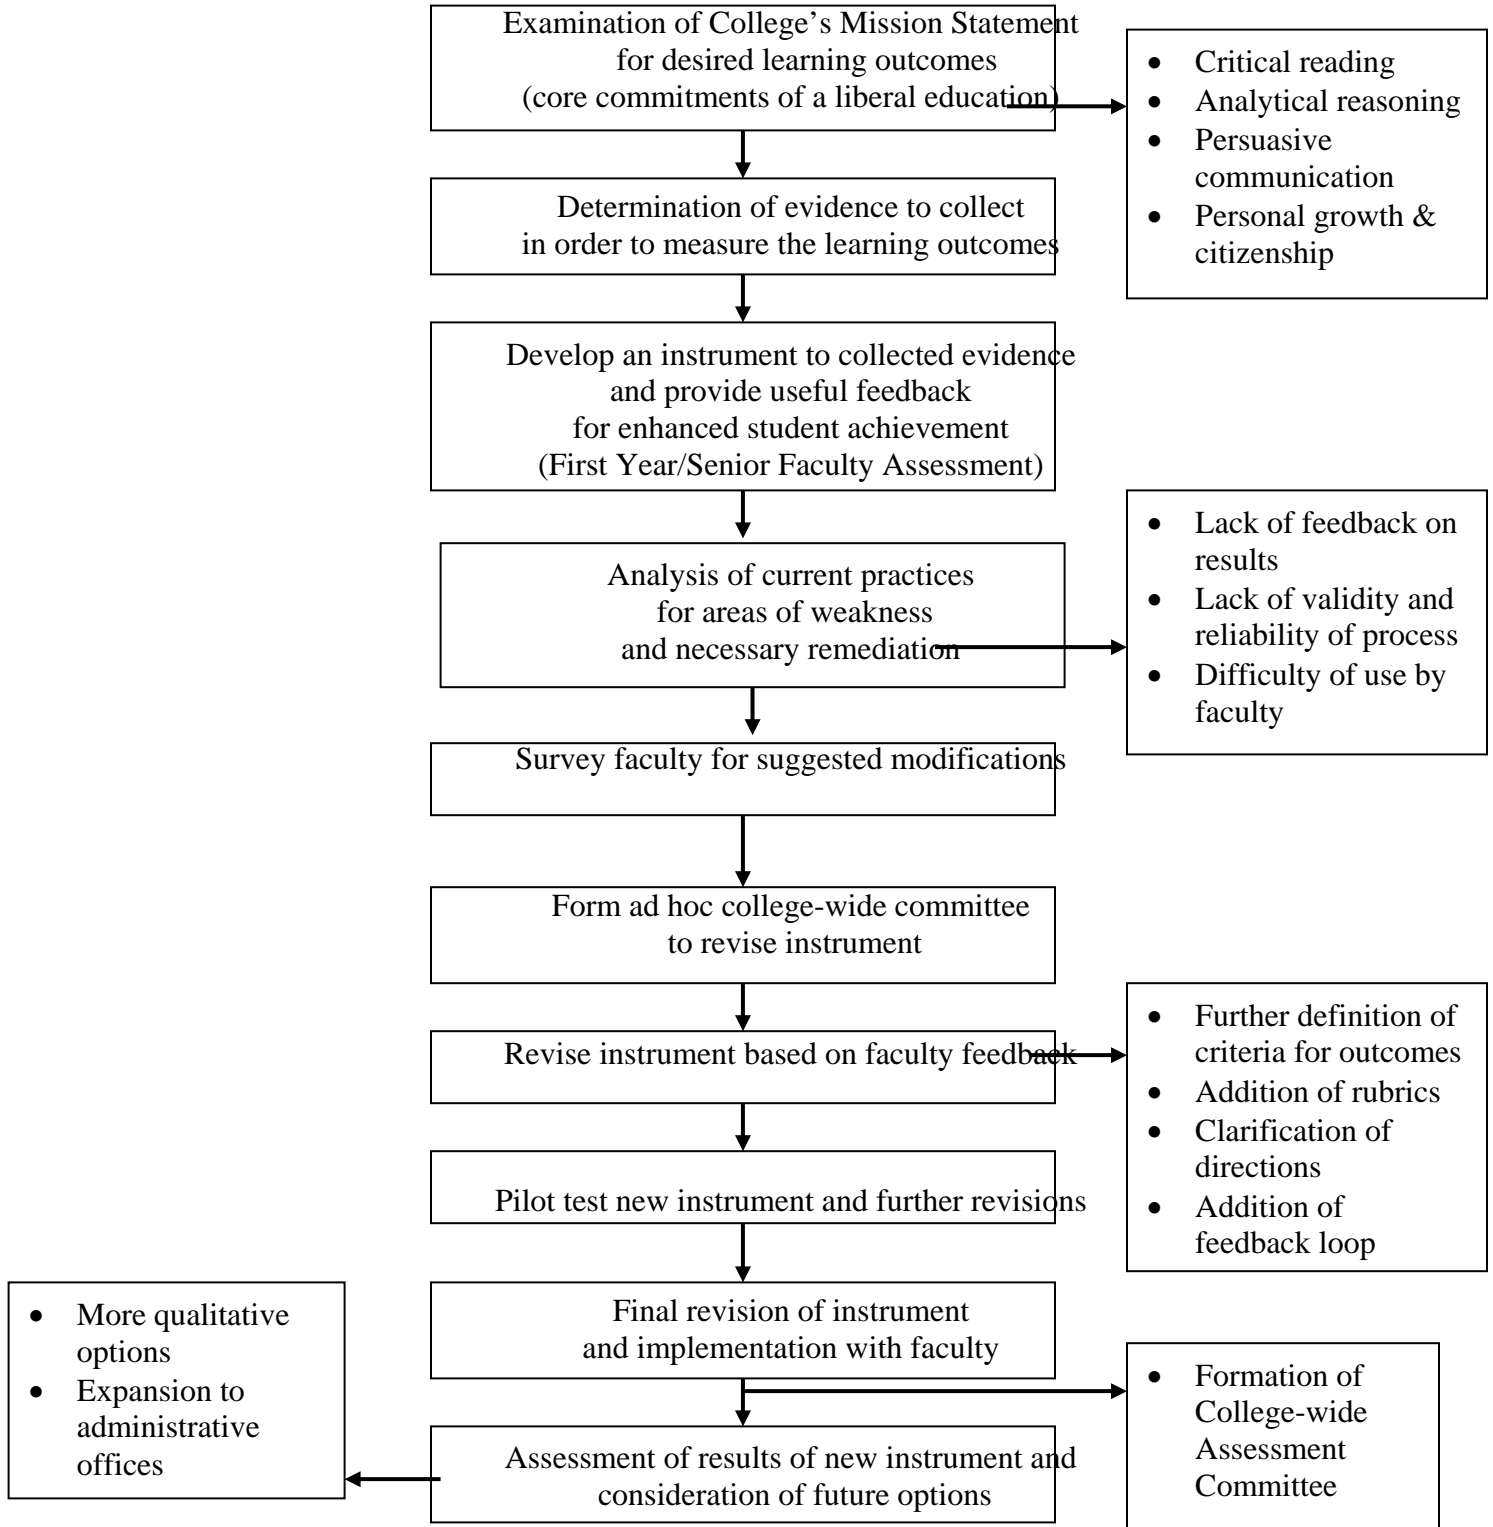 Examination of College’s Mission Statement
for desired learning outcomes
(core commitments of a liberal education)
• Critical reading
• Analytical reasoning
• Persuasive
communication
• Personal growth &
citizenship
Determination of evidence to collect
in order to measure the learning outcomes
Develop an instrument to collected evidence
and provide useful feedback
for enhanced student achievement
(First Year/Senior Faculty Assessment)
Analysis of current practices
for areas of weakness
and necessary remediation
• Lack of feedback on
results
• Lack of validity and
reliability of process
• Difficulty of use by
faculty
Survey faculty for suggested modifications
Form ad hoc college-wide committee
to revise instrument
Revise instrument based on faculty feedback
• Further definition of
criteria for outcomes
• Addition of rubrics
• Clarification of
directions
• Addition of
feedback loop
Pilot test new instrument and further revisions
Final revision of instrument
and implementation with faculty
• Formation of
College-wide
Assessment
Committee
Assessment of results of new instrument and
consideration of future options
• More qualitative
options
• Expansion to
administrative
offices